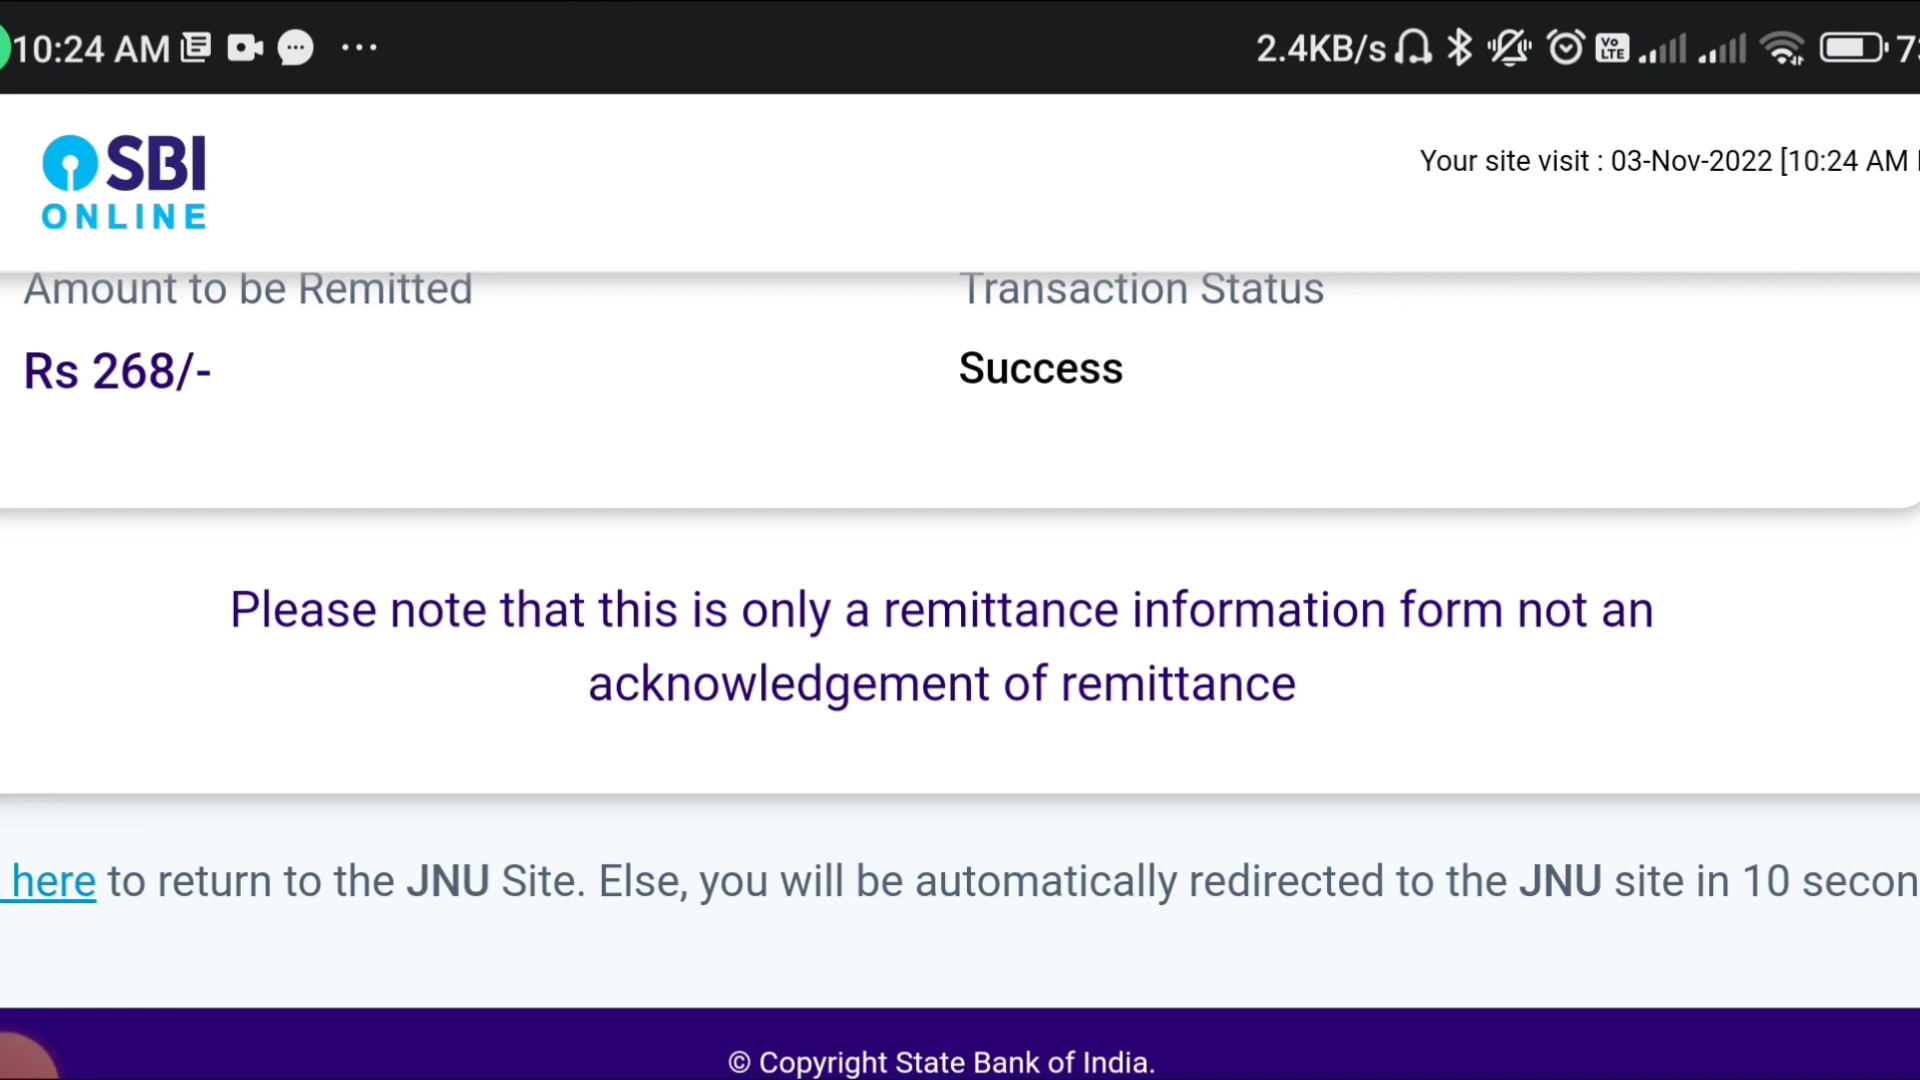 10:24 AM ... 2.4KB/s Vo LTE
SBI
ONLINE
Your site visit : 03-Nov-2022 [10:24 AM
Amount to be Remitted Transaction Status
Rs 268/- Success
Please note that this is only a remittance information form not an
acknowledgement of remittance
here to return to the JNU Site. Else, you will be automatically redirected to the JNU site in 10 secon
© Copyright State Bank of India.